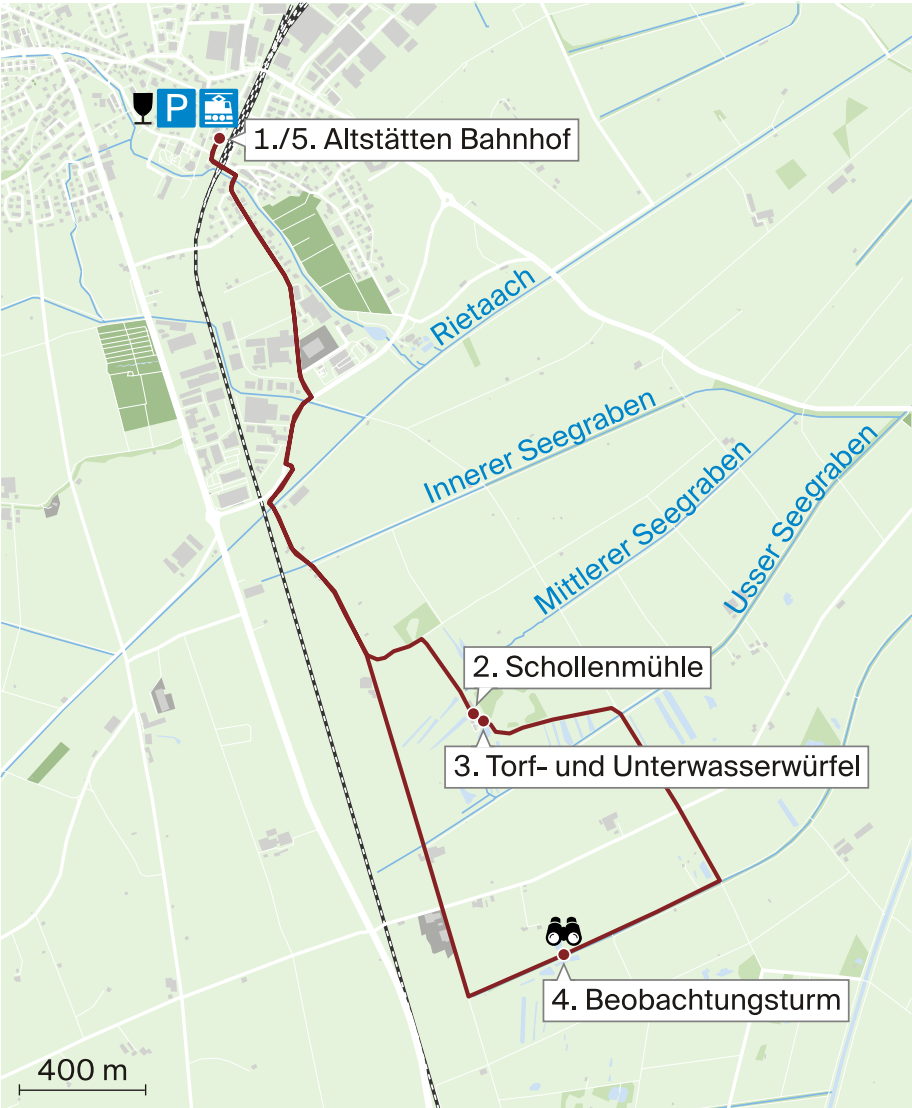 P
1./5. Altstätten Bahnhof
Rietaach
Innerer Seegraben
Mittlerer Seegraben
Usser Seegraben
2. Schollenmühle
3. Torf- und Unterwasserwürfel
4. Beobachtungsturm
400 m